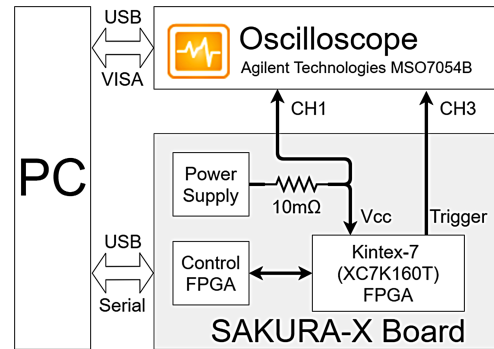 PC
USB
VISA
Oscilloscope
Agilent Technologies MSO7054B
CH1
CH3
Power
Supply
10mΩ
Vcc
Trigger
USB
Serial
Control
FPGA
Kintex-7
(XC7K160T)
FPGA
SAKURA-X Board